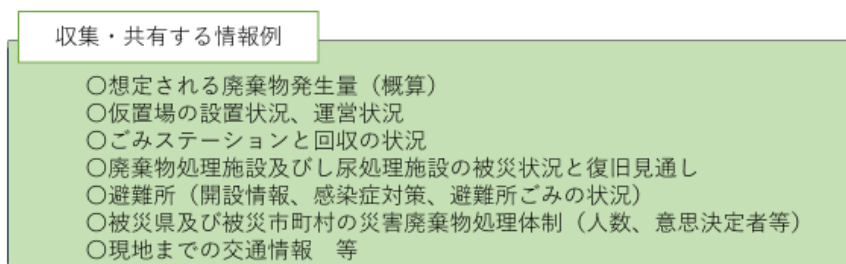 収集・共有する情報例
〇想定される廃棄物発生量（概算）
〇仮置場の設置状況、運営状況
〇ごみステーションと回収の状況
〇廃棄物処理施設及びし尿処理施設の被災状況と復旧見通し
〇避難所（開設情報、感染症対策、避難所ごみの状況）
〇被災県及び被災市町村の災害廃棄物処理体制（人数、意思決定者等）
〇現地までの交通情報　等